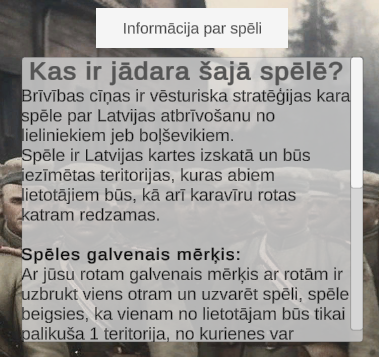 Informācija par spēli
Kas ir jādara šajā spēlē?
Brīvības cīņas ir vēsturiska stratēģijas kara
spēle par Latvijas atbrīvošanu no
lieliniekiem jeb boļševikiem.
Spēle ir Latvijas kartes izskatā un būs
iezīmētas teritorijas, kuras abiem
lietotājiem būs, kā arī karavīru rotas
katram redzamas.
Spēles galvenais mērķis:
Ar jūsu rotam galvenais mērķis ar rotām ir
uzbrukt viens otram un uzvarēt spēli, spēle
beigsies, ka vienam no lietotājam būs tikai
palikuša 1 teritorija, no kurienes var